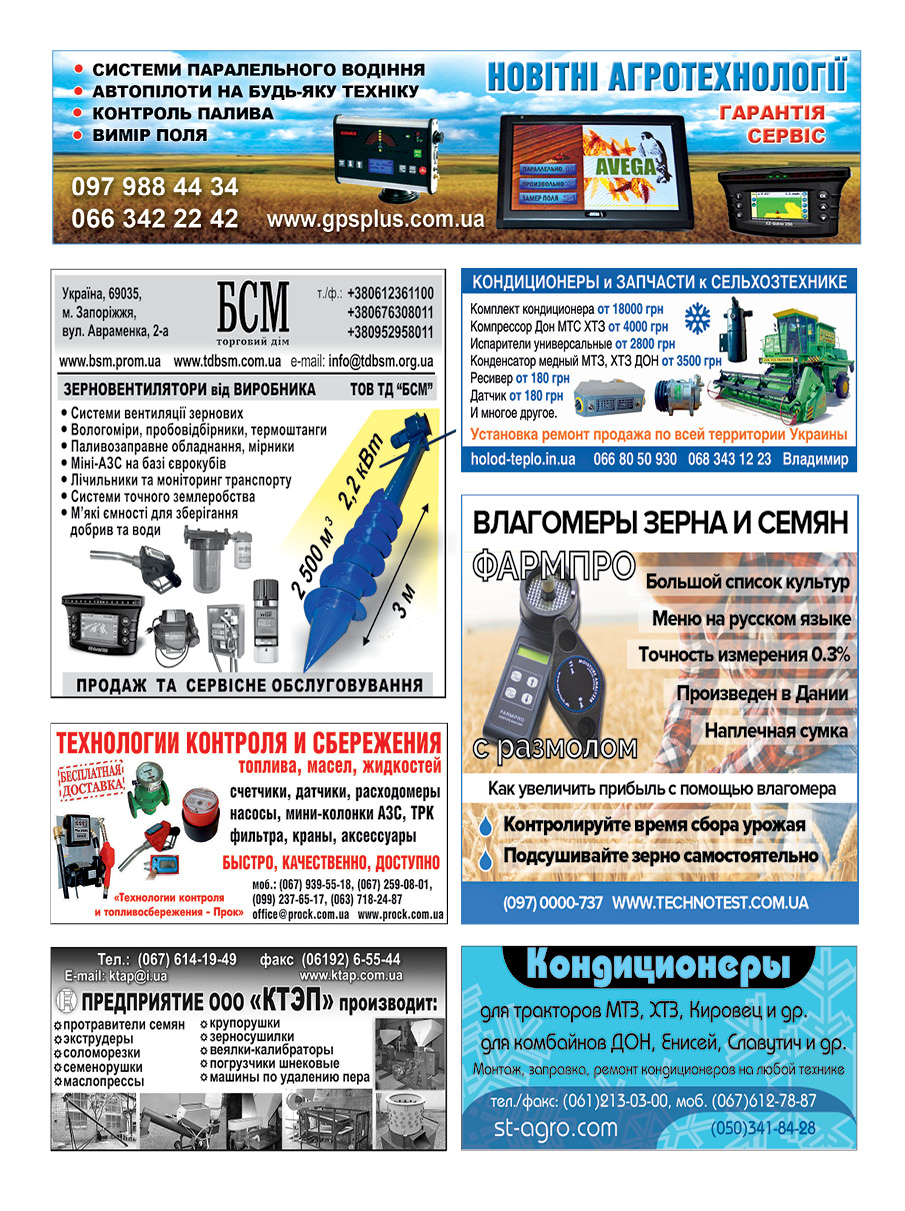 • СИСТЕМИ ПАРАЛЕЛЬНОГО ВОДІННЯ
• АВТОПІЛОТИ НА БУДЬ-ЯКУ ТЕХНІКУ
• КОНТРОЛЬ ПАЛИВА
• ВИМІР ПОЛЯ
НОВІТНІ АГРОТЕХНОЛОГІЇ
ГАРАНТІЯ
СЕРВІС
AVEGA
ПАРАЛЛЕЛЬНО
ПРОИЗВОЛЬНО
ЗАМЕР ПОЛЯ
097 988 44 34
066 342 22 42
www.gpsplus.com.ua
Україна, 69035,
м. Запоріжжя,
вул. Авраменка, 2-а
БСМ
торговий дім
т./ф.: +380612361100
+380676308011
+380952958011
www.bsm.prom.ua www.tdbsm.com.ua e-mail: info@tdbsm.org.ua
ЗЕРНОВЕНТИЛЯТОРИ від ВИРОБНИКА ТОВ ТД “БСМ”
• Системи вентиляції зернових
• Вологоміри, пробовідбірники, термоштанги
• Паливозаправне обладнання, мірники
• Міні-АЗС на базі єврокубів
• Лічильники та моніторинг транспорту
• Системи точного землеробства
• М’які ємності для зберігання
добрив та води
2,2 кВт
2 500 м³
3 м
ПРОДАЖ ТА СЕРВІСНЕ ОБСЛУГОВУВАННЯ
КОНДИЦИОНЕРЫ и ЗАПЧАСТИ к СЕЛЬХОЗТЕХНИКЕ
Комплект кондиционера от 18000 грн
Компрессор Дон МТС ХТЗ от 4000 грн
Испарители универсальные от 2800 грн
Конденсатор медный МТЗ, ХТЗ ДОН от 3500 грн
Ресивер от 180 грн
Датчик от 180 грн
И многое другое.
Установка ремонт продажа по всей территории Украины
holod-teplo.in.ua 066 80 50 930 068 343 12 23 Владимир
ВЛАГОМЕРЫ ЗЕРНА И СЕМЯН
ФАРМПРО
Большой список культур
Меню на русском языке
Точность измерения 0.3%
Произведен в Дании
Наплечная сумка
FARMPRO
с размолом
Как увеличить прибыль с помощью влагомера
Контролируйте время сбора урожая
Подсушивайте зерно самостоятельно
(097) 0000-737 WWW.TECHNOTEST.COM.UA
ТЕХНОЛОГИИ КОНТРОЛЯ И СБЕРЕЖЕНИЯ
топлива, масел, жидкостей
БЕСПЛАТНАЯ
ДОСТАВКА!
счетчики, датчики, расходомеры
насосы, мини-колонки АЗС, ТРК
фильтра, краны, аксессуары
БЫСТРО, КАЧЕСТВЕННО, ДОСТУПНО
«Технологии контроля
и топливосбережения - Прок»
моб.: (067) 939-55-18, (067) 259-08-01,
(099) 237-65-17, (063) 718-24-87
office@prock.com.ua www.prock.com.ua
Тел.: (067) 614-19-49 факс (06192) 6-55-44
E-mail: ktap@i.ua www.ktap.com.ua
ПРЕДПРИЯТИЕ ООО «КТЭП» производит:
протравители семян
экструдеры
соломорезки
семенорушки
маслопрессы
крупорушки
зерносушилки
веялки-калибраторы
погрузчики шнековые
машины по удалению пера
Кондиционеры
для тракторов МТЗ, ХТЗ, Кировец и др.
для комбайнов ДОН, Енисей, Славутич и др.
Монтаж, заправка, ремонт кондиционеров на любой технике
тел./факс: (061)213-03-00, моб. (067)612-78-87
st-agro.com (050)341-84-28